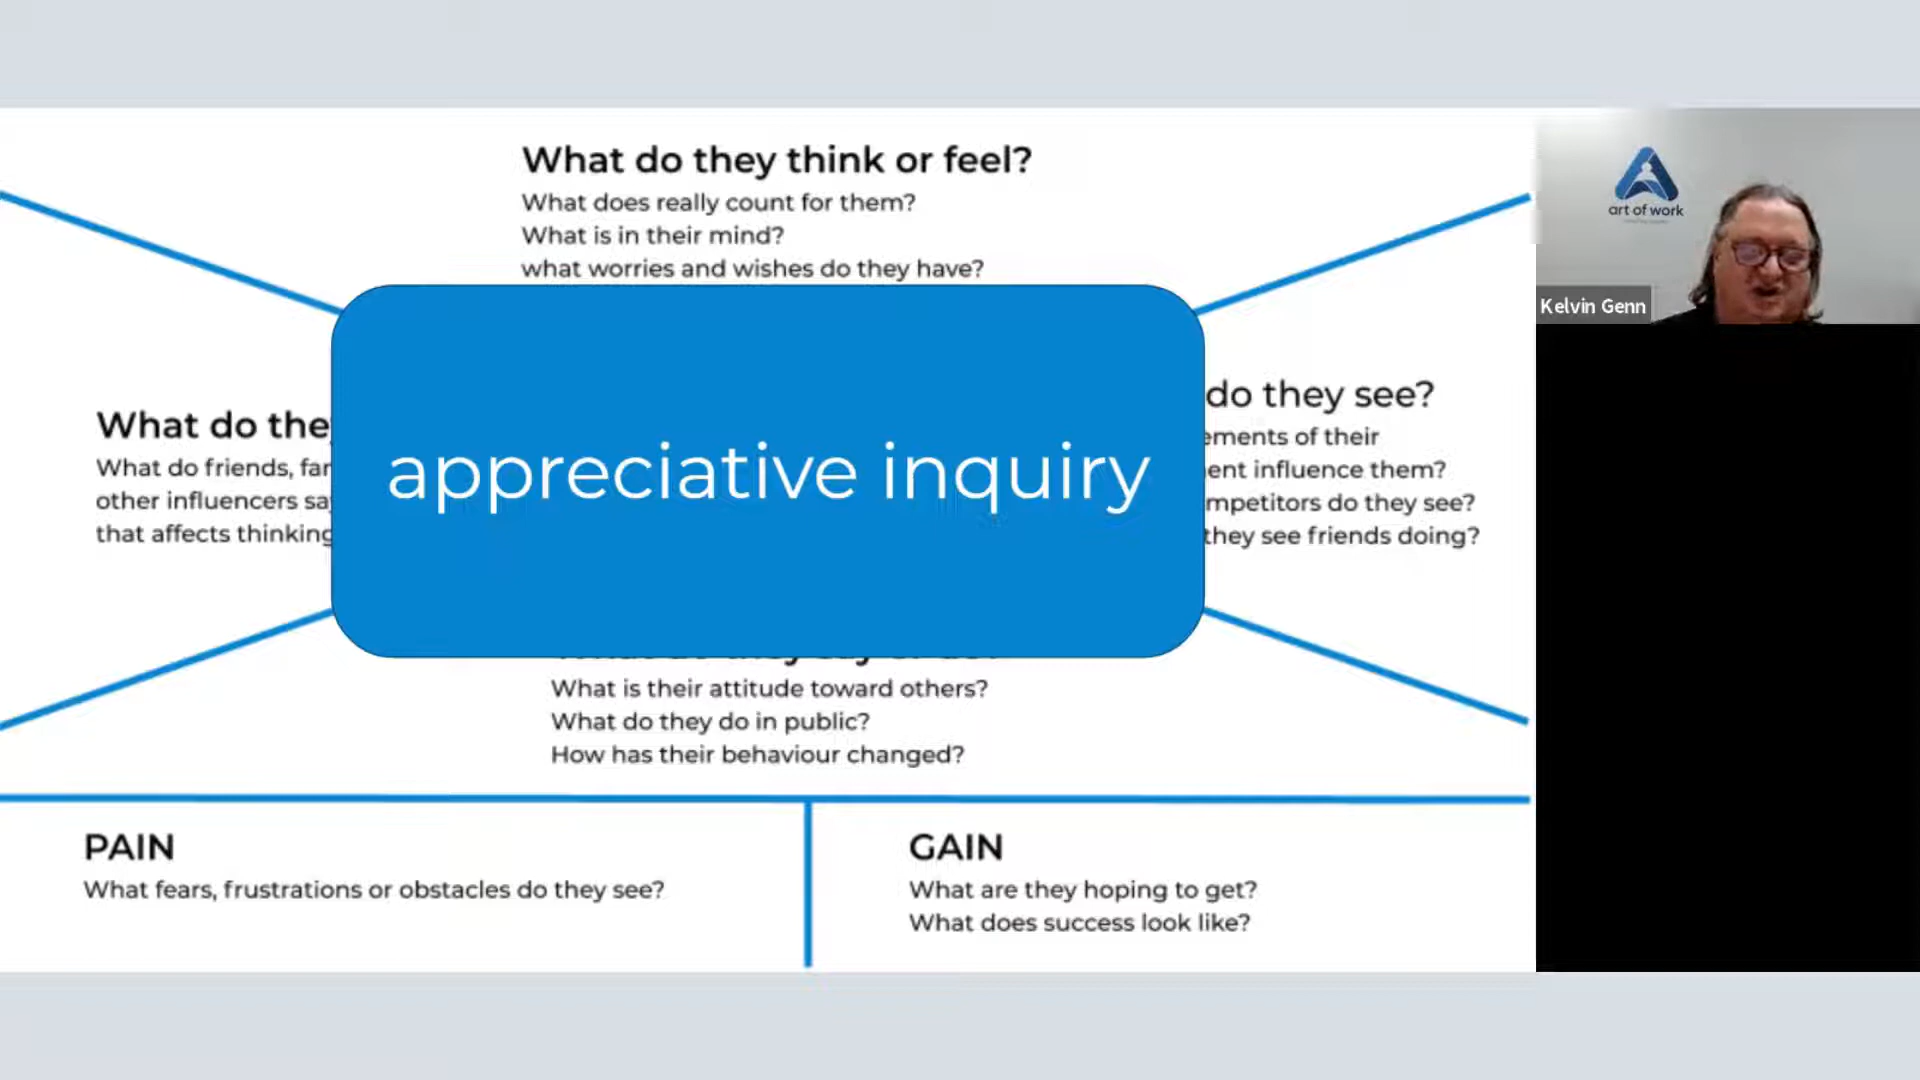 What do they think or feel?
What does really count for them?
What is in their mind?
what worries and wishes do they have?
art of work
Kelvin Genn
What do the
What do friends, far
other influencers sa
that affects thinking
appreciative inquiry
do they see?
ements of their
ent influence them?
mpetitors do they see?
they see friends doing?
What is their attitude toward others?
What do they do in public?
How has their behaviour changed?
PAIN
What fears, frustrations or obstacles do they see?
GAIN
What are they hoping to get?
What does success look like?